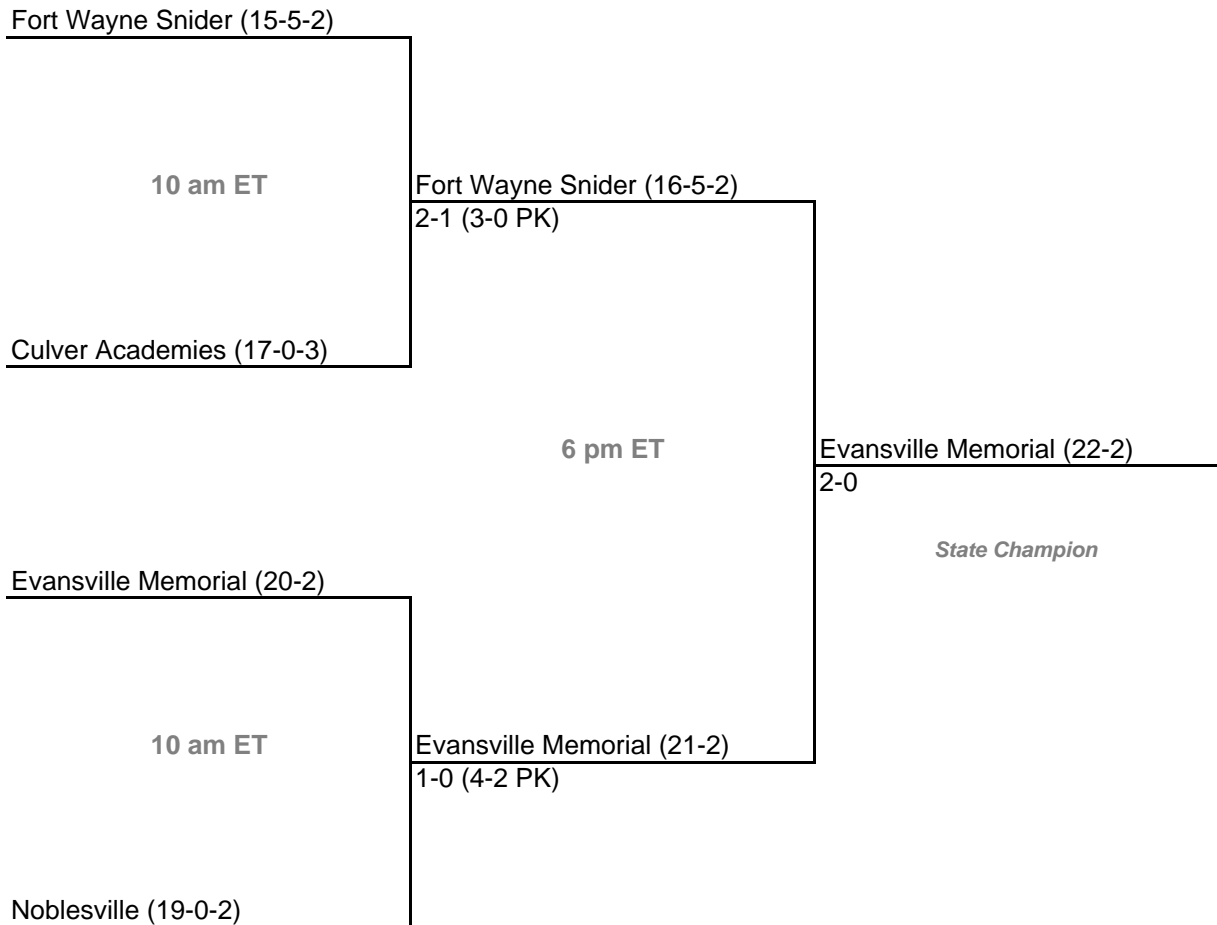 Fort Wayne Snider (15-5-2)
10 am ET
Fort Wayne Snider (16-5-2)
2-1 (3-0 PK)
Culver Academies (17-0-3)
6 pm ET
Evansville Memorial (22-2)
2-0
State Champion
Evansville Memorial (20-2)
10 am ET
Evansville Memorial (21-2)
1-0 (4-2 PK)
Noblesville (19-0-2)